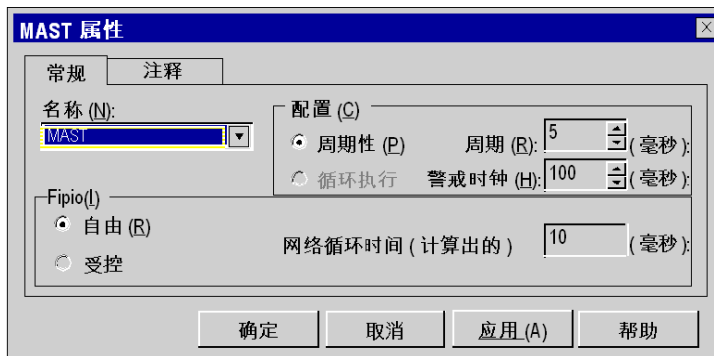 MAST 属性
常规 注释
名称 (N):
MAST
配置 (C)
周期性 (P) 周期 (R): 5 (毫秒):
循环执行 警戒时钟 (H): 100 (毫秒):
Fipio(I)
自由 (R)
受控
网络循环时间 ( 计算出的 ) 10 (毫秒):
确定 取消 应用 (A) 帮助